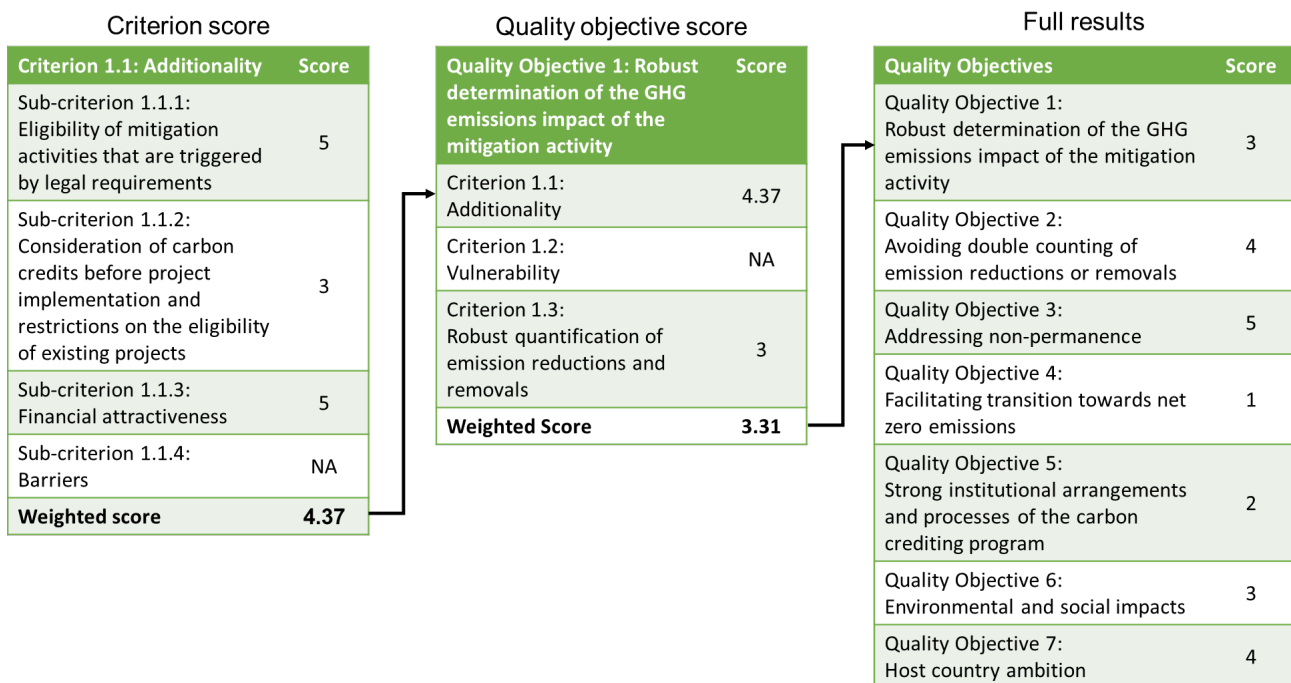 Criterion score
Criterion 1.1: Additionality Score
Sub-criterion 1.1.1:
Eligibility of mitigation
activities that are triggered
by legal requirements
5
Sub-criterion 1.1.2:
Consideration of carbon
credits before project
implementation and
restrictions on the eligibility
of existing projects
3
Sub-criterion 1.1.3:
Financial attractiveness
5
Sub-criterion 1.1.4:
Barriers
NA
Weighted score 4.37
Quality objective score
Quality Objective 1: Robust Score
determination of the GHG
emissions impact of the
mitigation activity
Criterion 1.1:
Additionality
4.37
Criterion 1.2:
Vulnerability
NA
Criterion 1.3:
Robust quantification of
emission reductions and
removals
3
Weighted Score 3.31
Full results
Quality Objectives Score
Quality Objective 1:
Robust determination of the GHG
emissions impact of the mitigation
activity
3
Quality Objective 2:
Avoiding double counting of
emission reductions or removals
4
Quality Objective 3:
Addressing non-permanence
5
Quality Objective 4:
Facilitating transition towards net
zero emissions
1
Quality Objective 5:
Strong institutional arrangements
and processes of the carbon
crediting program
2
Quality Objective 6:
Environmental and social impacts
3
Quality Objective 7:
Host country ambition
4